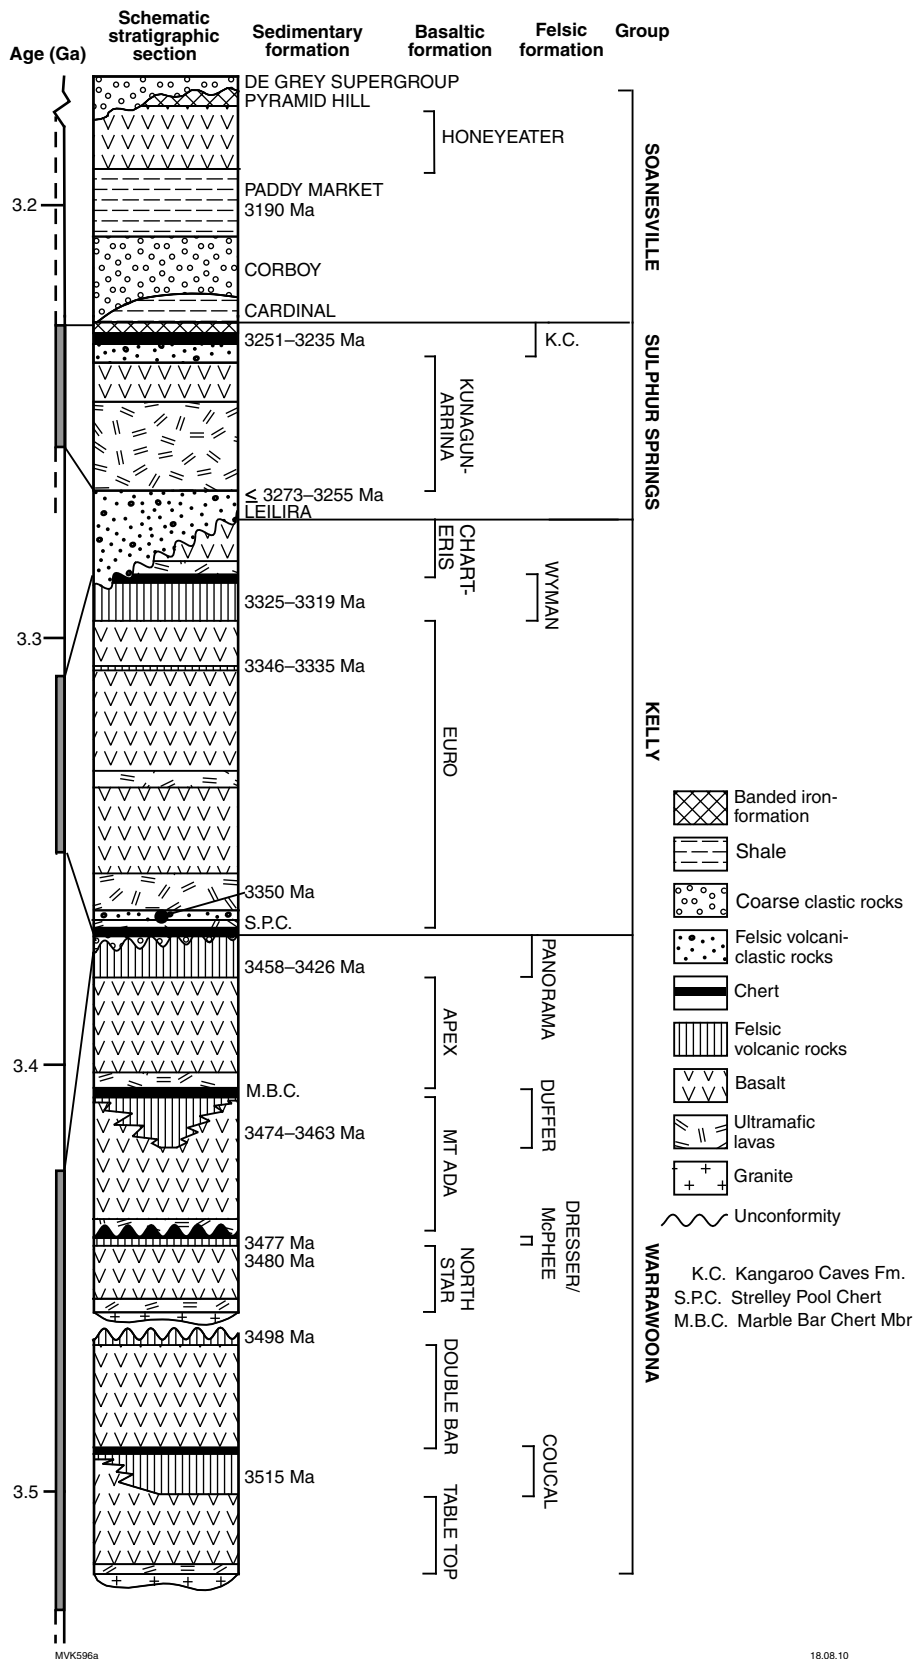 Age (Ga)
Schematic
stratigraphic
section
Sedimentary
formation
Basaltic
formation
Felsic
formation
Group
DE GREY SUPERGROUP
PYRAMID HILL
HONEYEATER
PADDY MARKET
3190 Ma
3.2
CORBOY
CARDINAL
SOANESVILLE
3251–3235 Ma
K.C.
KUNAGUN-
ARRINA
SULPHUR SPRINGS
≤ 3273–3255 Ma
LEILIRA
CHART-
ERIS
WYMAN
3325–3319 Ma
3.3
3346–3335 Ma
EURO
KELLY
3350 Ma
S.P.C.
3458–3426 Ma
PANORAMA
APEX
3.4
M.B.C.
DUFFER
3474–3463 Ma
MT ADA
DRESSER/
McPHEE
3477 Ma
3480 Ma
NORTH
STAR
3498 Ma
DOUBLE BAR
WARRAWOONA
COUCAL
3515 Ma
3.5
TABLE TOP
Banded iron-
formation
Shale
Coarse clastic rocks
Felsic volcani-
clastic rocks
Chert
Felsic
volcanic rocks
Basalt
Ultramafic
lavas
Granite
Unconformity
K.C. Kangaroo Caves Fm.
S.P.C. Strelley Pool Chert
M.B.C. Marble Bar Chert Mbr
MVK596a
18.08.10